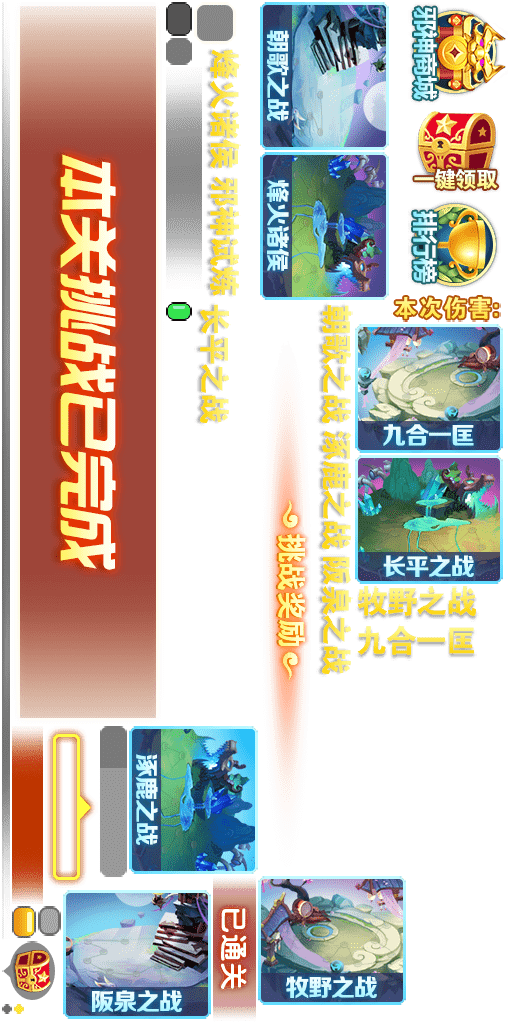 朝歌之战
邪神商城
一键领取
烽火诸侯 邪神试炼 长平之战
烽火诸侯
排行榜
本次伤害:
本关挑战已完成
朝歌之战 涿鹿之战 阪泉之战
九合一匡
长平之战
挑战奖励
牧野之战
九合一匡
涿鹿之战
已通关
阪泉之战
牧野之战